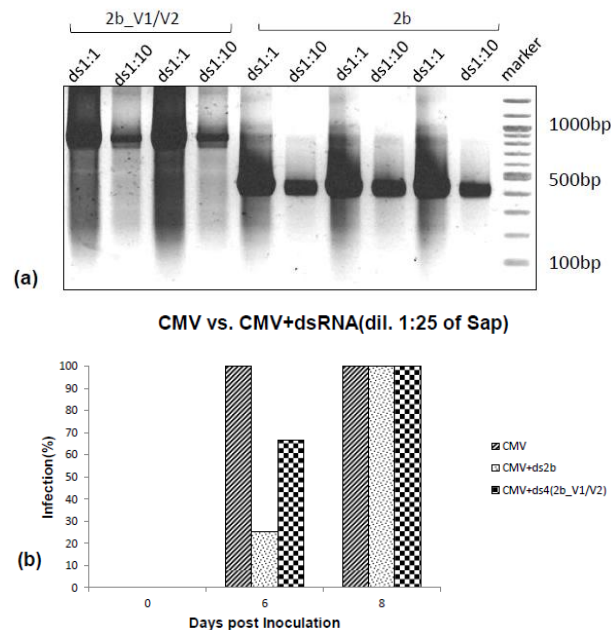 2b_V1/V2 2b
ds1:1 ds1:10 ds1:1 ds1:10 ds1:1 ds1:10 ds1:1 ds1:10 ds1:1 ds1:10 marker
1000bp
500bp
100bp
(a)
CMV vs. CMV+dsRNA(dil. 1:25 of Sap)
100
90
80
70
60
50
40
30
20
10
0
Infection(%)
CMV
CMV+ds2b
CMV+ds4(2b_V1/V2)
(b)
0 6 8
Days post Inoculation